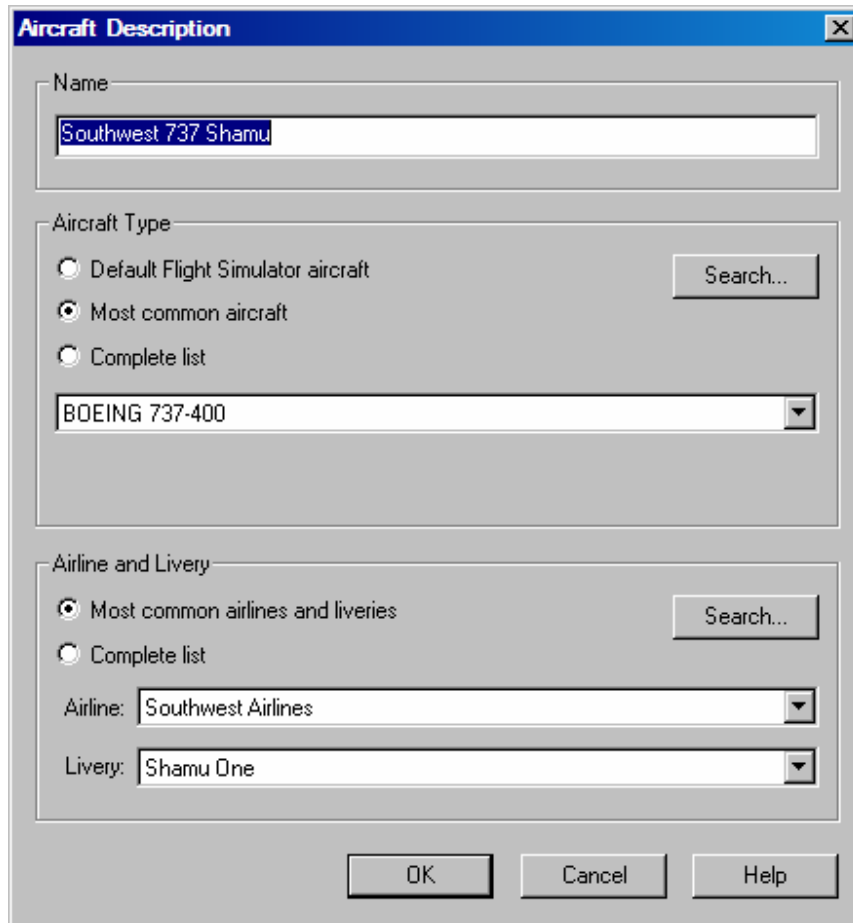 Aircraft Description
Name
Southwest 737 Shamu
Aircraft Type
Default Flight Simulator aircraft
Search...
Most common aircraft
Complete list
BOEING 737-400
Airline and Livery
Most common airlines and liveries
Search...
Complete list
Airline: Southwest Airlines
Livery: Shamu One
OK Cancel Help